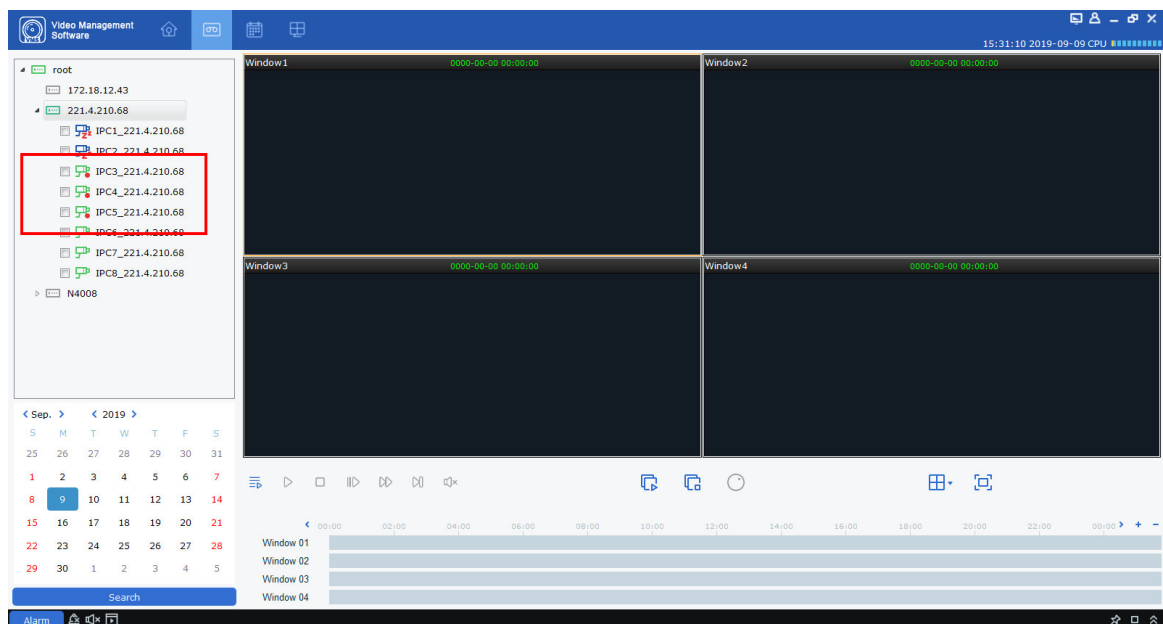 Video Management
Software
15:31:10 2019-09-09 CPU
root
172.18.12.43
221.4.210.68
IPC1_221.4.210.68
IPC2_221.4.210.68
IPC3_221.4.210.68
IPC4_221.4.210.68
IPC5_221.4.210.68
IPC6_221.4.210.68
IPC7_221.4.210.68
IPC8_221.4.210.68
N4008
Window1 0000-00-00 00:00:00
Window2 0000-00-00 00:00:00
Window3 0000-00-00 00:00:00
Window4 0000-00-00 00:00:00
Sep. 2019
S M T W T F S
25 26 27 28 29 30 31
1 2 3 4 5 6 7
8 9 10 11 12 13 14
15 16 17 18 19 20 21
22 23 24 25 26 27 28
29 30 1 2 3 4 5
Search
00:00 02:00 04:00 06:00 08:00 10:00 12:00 14:00 16:00 18:00 20:00 22:00 00:00
Window 01
Window 02
Window 03
Window 04
Alarm